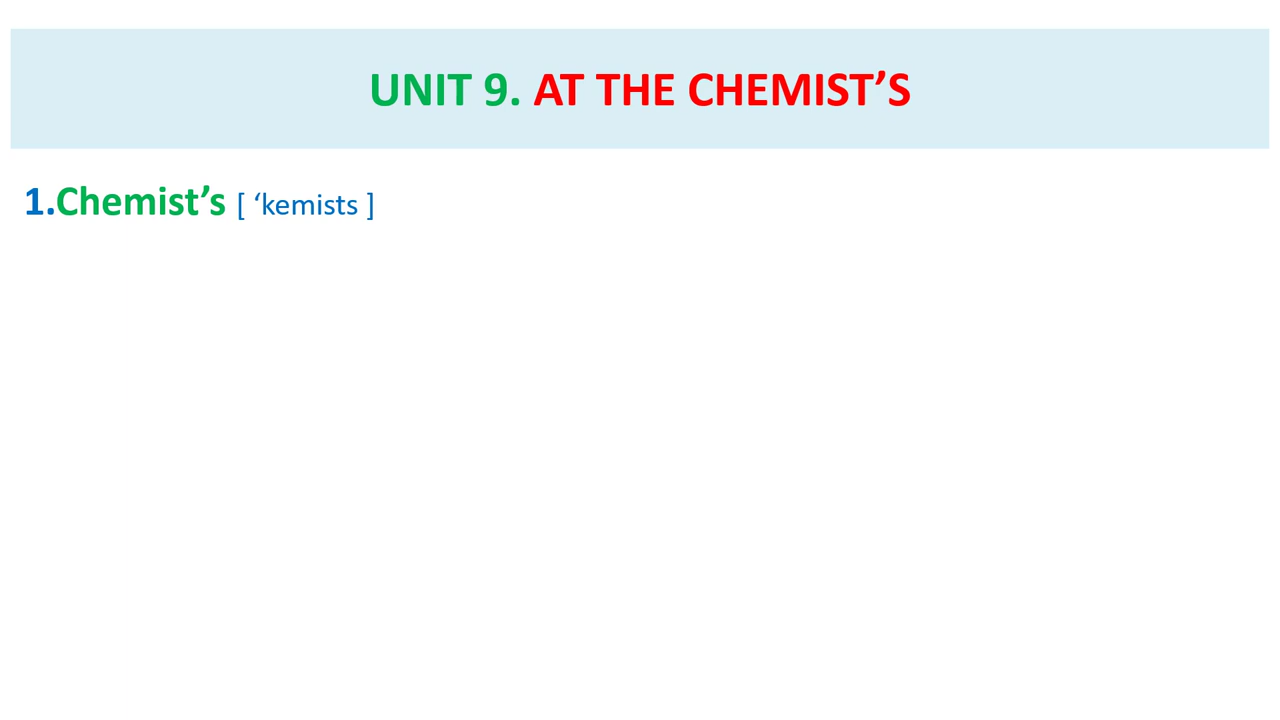 UNIT 9. AT THE CHEMIST’S
1.Chemist’s [ ‘kemists ]